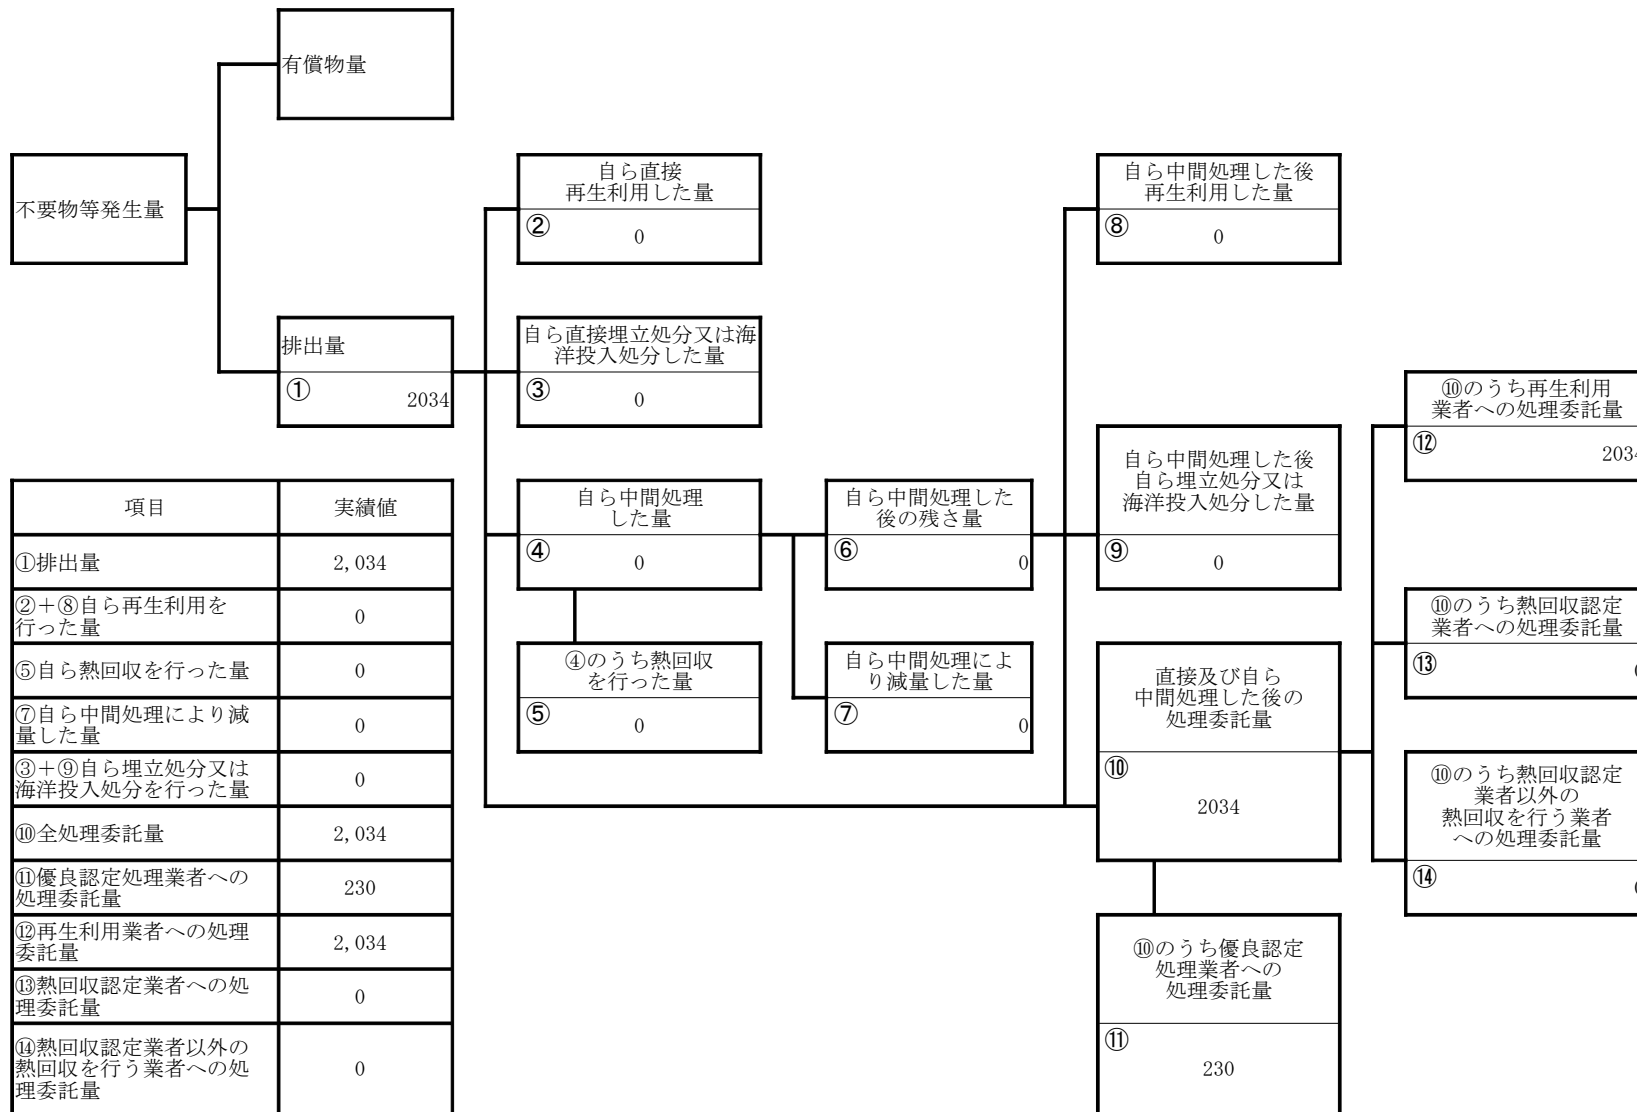 有償物量
不要物等発生量
自ら直接
再生利用した量
②
0
自ら中間処理した後
再生利用した量
⑧
0
排出量
①
2034
自ら直接埋立処分又は海
洋投入処分した量
③
0
⑩のうち再生利用
業者への処理委託量
⑫
2034
自ら中間処理した後
自ら埋立処分又は
海洋投入処分した量
⑨
0
自ら中間処理
した量
④
0
自ら中間処理した
後の残さ量
⑥
0
⑩のうち熱回収認定
業者への処理委託量
⑬
0
④のうち熱回収
を行った量
⑤
0
自ら中間処理によ
り減量した量
⑦
0
直接及び自ら
中間処理した後の
処理委託量
⑩
2034
⑩のうち熱回収認定
業者以外の
熱回収を行う業者
への処理委託量
⑭
0
⑩のうち優良認定
処理業者への
処理委託量
⑪
230
項目 実績値
①排出量 2,034
②＋⑧自ら再生利用を
行った量 0
⑤自ら熱回収を行った量 0
⑦自ら中間処理により減
量した量 0
③＋⑨自ら埋立処分又は
海洋投入処分を行った量 0
⑩全処理委託量 2,034
⑪優良認定処理業者への
処理委託量 230
⑫再生利用業者への処理
委託量 2,034
⑬熱回収認定業者への処
理委託量 0
⑭熱回収認定業者以外の
熱回収を行う業者への処
理委託量 0